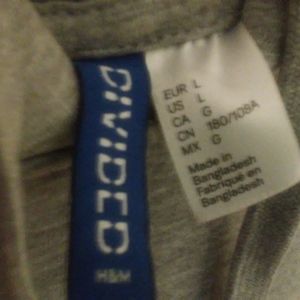 DIVIDED
H&M
EUR L
US L
CA G
CN 180/108A
MX G
Made in
Bangladesh
Fabriqué en
Bangladesh